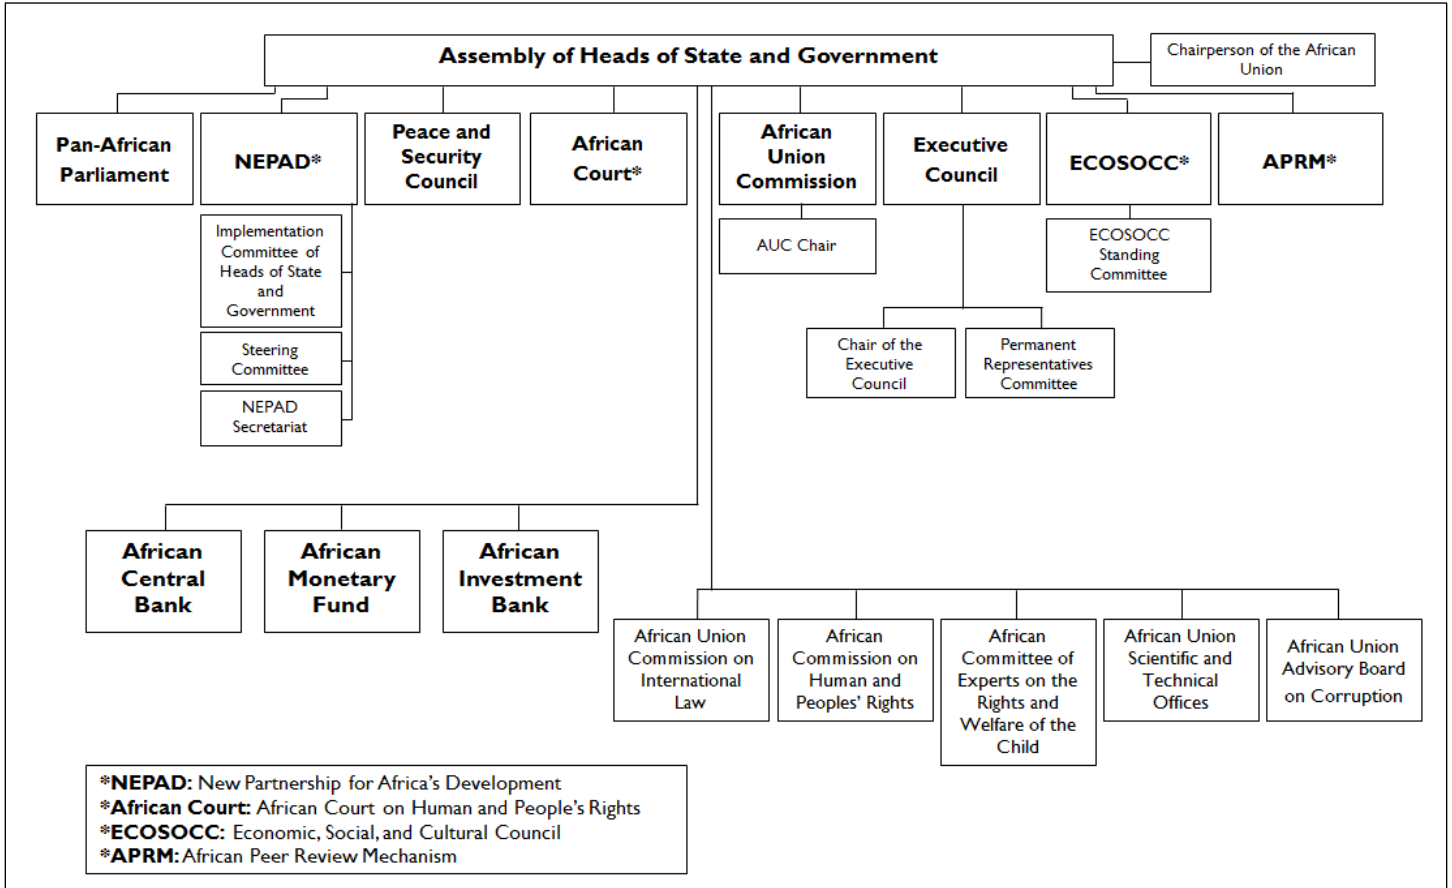 Assembly of Heads of State and Government
Chairperson of the African
Union
Pan-African
Parliament
NEPAD*
Peace and
Security
Council
African
Court*
African
Union
Commission
Executive
Council
ECOSOCC*
APRM*
Implementation
Committee of
Heads of State
and
Government
Steering
Committee
NEPAD
Secretariat
AUC Chair
ECOSOCC
Standing
Committee
Chair of the
Executive
Council
Permanent
Representatives
Committee
African
Central
Bank
African
Monetary
Fund
African
Investment
Bank
African Union
Commission on
International
Law
African
Commission on
Human and
Peoples' Rights
African
Committee of
Experts on the
Rights and
Welfare of the
Child
African Union
Scientific and
Technical
Offices
African Union
Advisory Board
on Corruption
*NEPAD: New Partnership for Africa's Development
*African Court: African Court on Human and People's Rights
*ECOSOCC: Economic, Social, and Cultural Council
*APRM: African Peer Review Mechanism